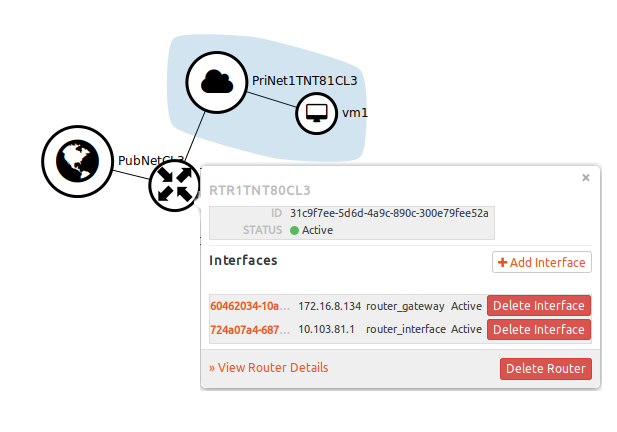 PriNet1TNT81CL3
vm1
PubNetCL3
RTR1TNT80CL3
×
ID 31c9f7ee-5d6d-4a9c-890c-300e79fee52a
STATUS Active
Interfaces
+ Add Interface
60462034-10a... 172.16.8.134 router_gateway Active Delete Interface
724a07a4-687... 10.103.81.1 router_interface Active Delete Interface
» View Router Details
Delete Router